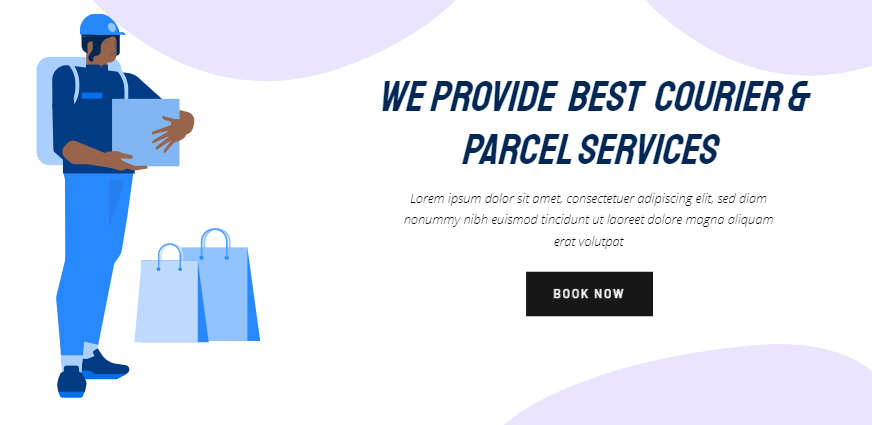 WE PROVIDE BEST COURIER &
PARCEL SERVICES
Lorem ipsum dolor sit amet, consectetuer adipiscing elit, sed diam
nonummy nibh euismod tincidunt ut laoreet dolore magna aliquam
erat volutpat
BOOK NOW